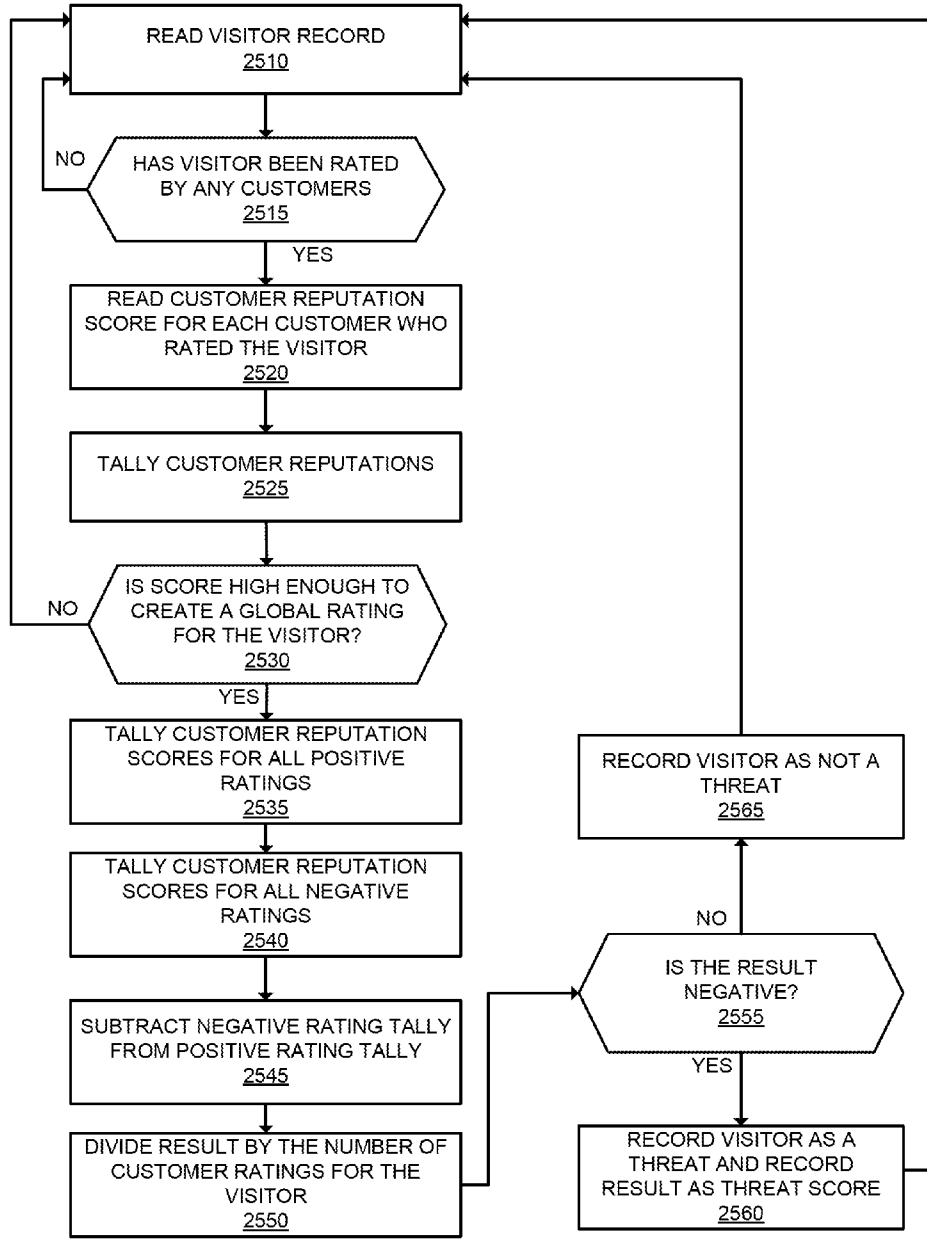 READ VISITOR RECORD
2510
NO
HAS VISITOR BEEN RATED
BY ANY CUSTOMERS
2515
YES
READ CUSTOMER REPUTATION
SCORE FOR EACH CUSTOMER WHO
RATED THE VISITOR
2520
TALLY CUSTOMER REPUTATIONS
2525
NO
IS SCORE HIGH ENOUGH TO
CREATE A GLOBAL RATING
FOR THE VISITOR?
2530
YES
TALLY CUSTOMER REPUTATION
SCORES FOR ALL POSITIVE
RATINGS
2535
TALLY CUSTOMER REPUTATION
SCORES FOR ALL NEGATIVE
RATINGS
2540
SUBTRACT NEGATIVE RATING TALLY
FROM POSITIVE RATING TALLY
2545
DIVIDE RESULT BY THE NUMBER OF
CUSTOMER RATINGS FOR THE
VISITOR
2550
RECORD VISITOR AS NOT A
THREAT
2565
NO
IS THE RESULT
NEGATIVE?
2555
YES
RECORD VISITOR AS A
THREAT AND RECORD
RESULT AS THREAT SCORE
2560